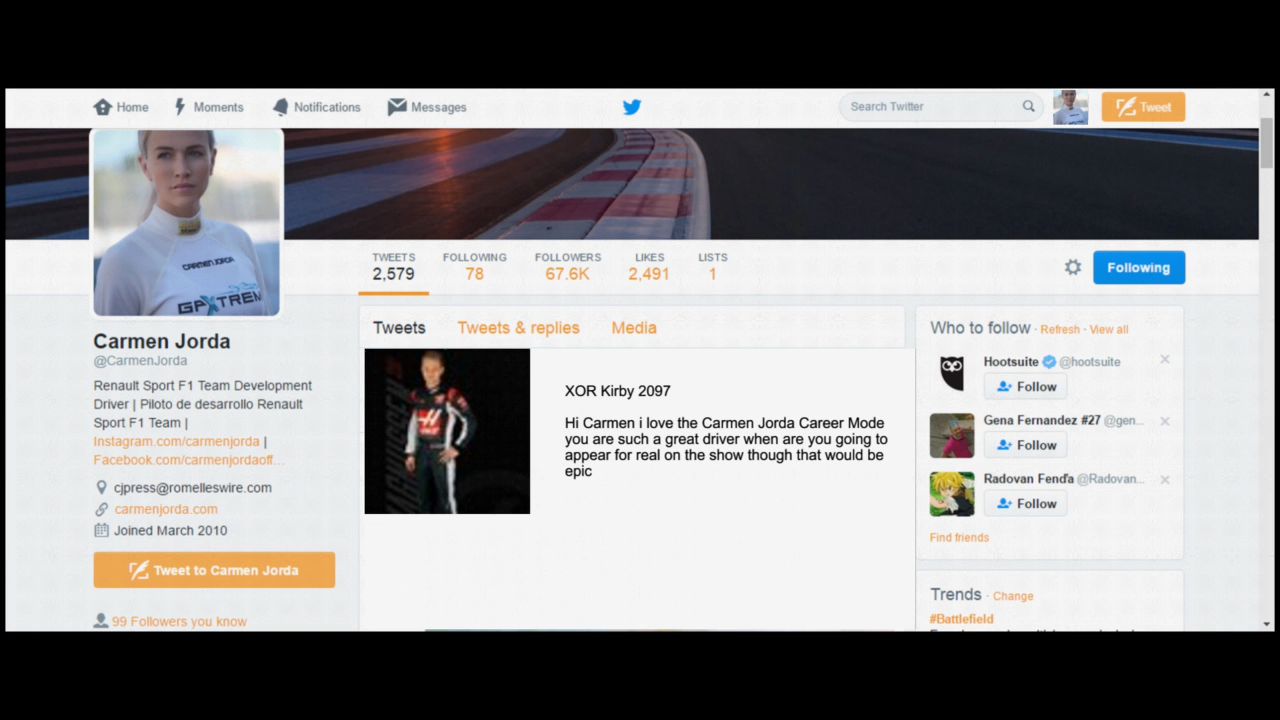 Home Moments Notifications Messages Search Twitter Tweet
CARMEN JORDA
TWEETS FOLLOWING FOLLOWERS LIKES LISTS
2,579 78 67.6K 2,491 1
Following
Carmen Jorda
@CarmenJorda
Renault Sport F1 Team Development
Driver | Piloto de desarrollo Renault
Sport F1 Team |
Instagram.com/carmenjorda |
Facebook.com/carmenjordaoff...
cjpress@romelleswire.com
carmenjorda.com
Joined March 2010
Tweet to Carmen Jorda
99 Followers you know
Tweets Tweets & replies Media
XOR Kirby 2097
Hi Carmen i love the Carmen Jorda Career Mode
you are such a great driver when are you going to
appear for real on the show though that would be
epic
Who to follow · Refresh · View all
Hootsuite @hootsuite
Follow
Gena Fernandez #27 @gen...
Follow
Radovan Fenďa @Radovan...
Follow
Find friends
Trends · Change
#Battlefield